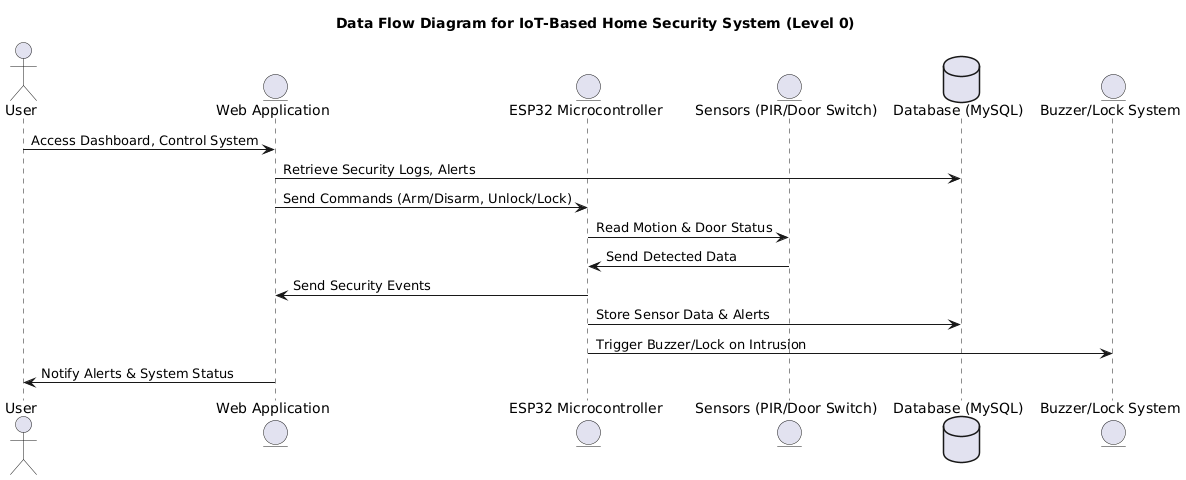 Data Flow Diagram for IoT-Based Home Security System (Level 0)
User
Web Application
ESP32 Microcontroller
Sensors (PIR/Door Switch)
Database (MySQL)
Buzzer/Lock System
Access Dashboard, Control System
Retrieve Security Logs, Alerts
Send Commands (Arm/Disarm, Unlock/Lock)
Read Motion & Door Status
Send Detected Data
Send Security Events
Store Sensor Data & Alerts
Trigger Buzzer/Lock on Intrusion
Notify Alerts & System Status
User
Web Application
ESP32 Microcontroller
Sensors (PIR/Door Switch)
Database (MySQL)
Buzzer/Lock System